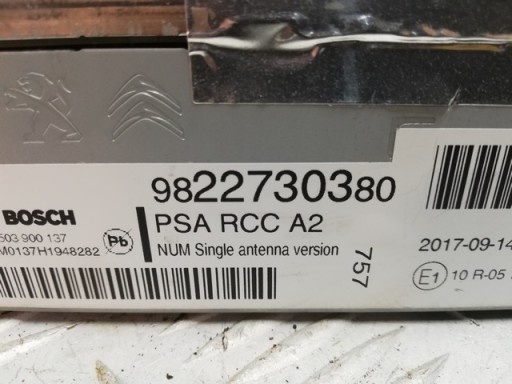 9822730380
BOSCH
PSA RCC A2
503 900 137
Pb
M0137H1948282
NUM Single antenna version
757
2017-09-14
E1 10 R-05